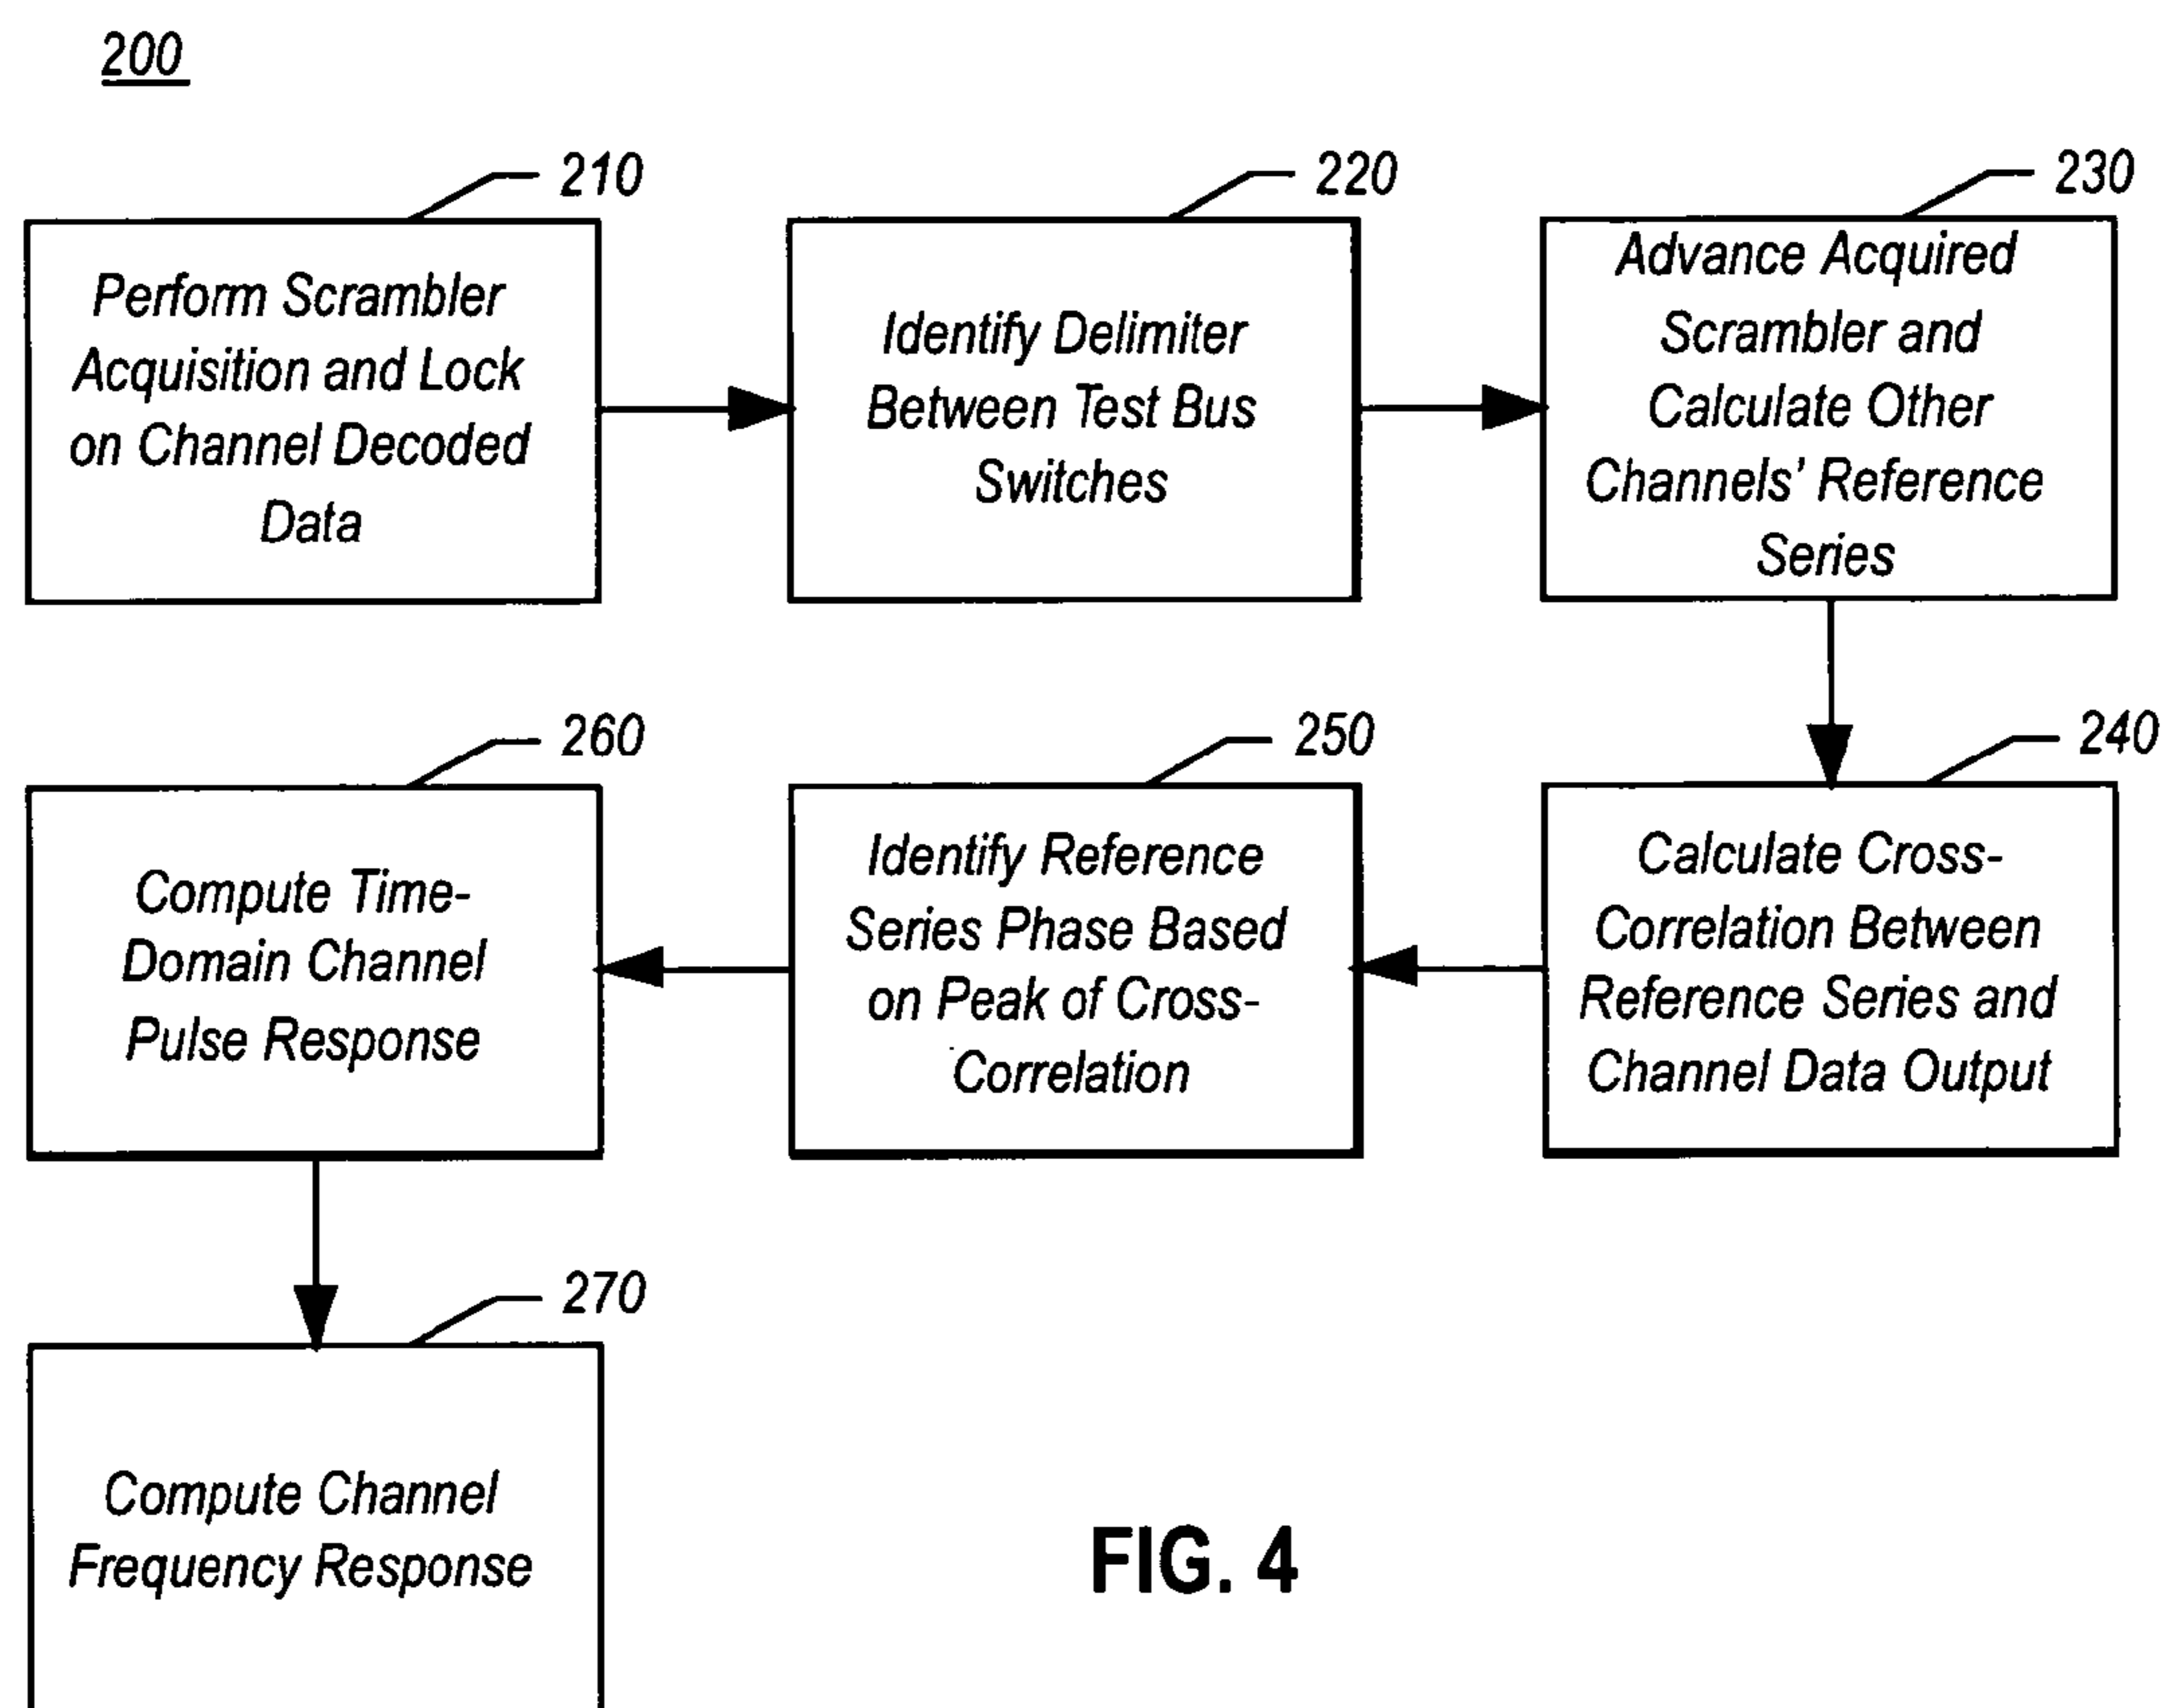 200
210
Perform Scrambler
Acquisition and Lock
on Channel Decoded
Data
220
Identify Delimiter
Between Test Bus
Switches
230
Advance Acquired
Scrambler and
Calculate Other
Channels' Reference
Series
240
Calculate Cross-
Correlation Between
Reference Series and
Channel Data Output
250
Identify Reference
Series Phase Based
on Peak of Cross-
Correlation
260
Compute Time-
Domain Channel
Pulse Response
270
Compute Channel
Frequency Response
FIG. 4